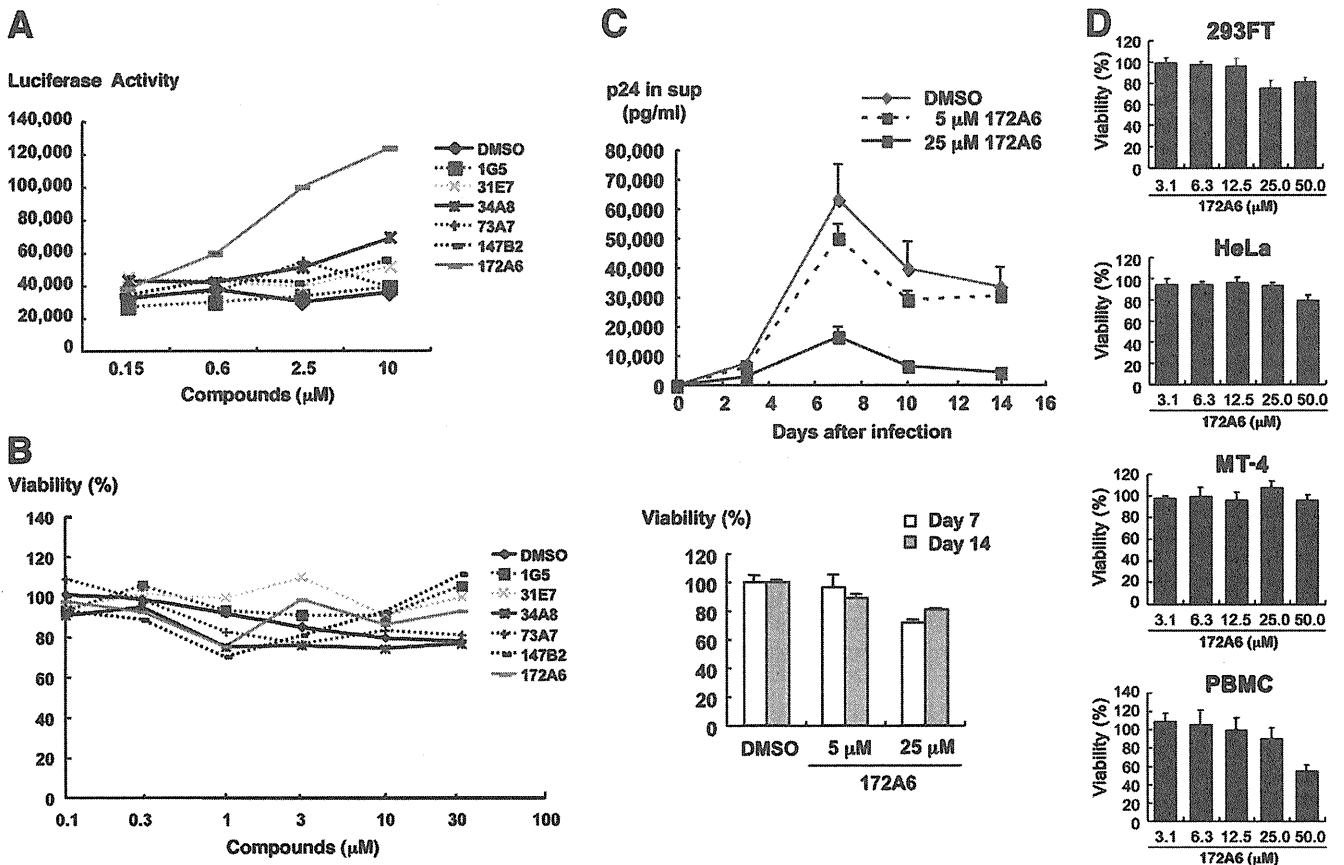 A
Luciferase Activity
140,000
120,000
100,000
80,000
60,000
40,000
20,000
0
0.15 0.6 2.5 10
Compounds (µM)
DMSO
1G5
31E7
34A8
73A7
147B2
172A6
B
Viability (%)
140
120
100
80
60
40
20
0
0.1 0.3 1 3 10 30 100
Compounds (µM)
DMSO
1G5
31E7
34A8
73A7
147B2
172A6
C
p24 in sup
(pg/ml)
DMSO
5 µM 172A6
25 µM 172A6
80,000
70,000
60,000
50,000
40,000
30,000
20,000
10,000
0
0 2 4 6 8 10 12 14 16
Days after infection
Viability (%)
Day 7
Day 14
120
100
80
60
40
20
0
DMSO 5 µM 25 µM
172A6
D
293FT
Viability (%)
120
100
80
60
40
20
0
3.1 6.3 12.5 25.0 50.0
172A6 (µM)
HeLa
Viability (%)
120
100
80
60
40
20
0
3.1 6.3 12.5 25.0 50.0
172A6 (µM)
MT-4
Viability (%)
120
100
80
60
40
20
0
3.1 6.3 12.5 25.0 50.0
172A6 (µM)
PBMC
Viability (%)
140
120
100
80
60
40
20
0
3.1 6.3 12.5 25.0 50.0
172A6 (µM)